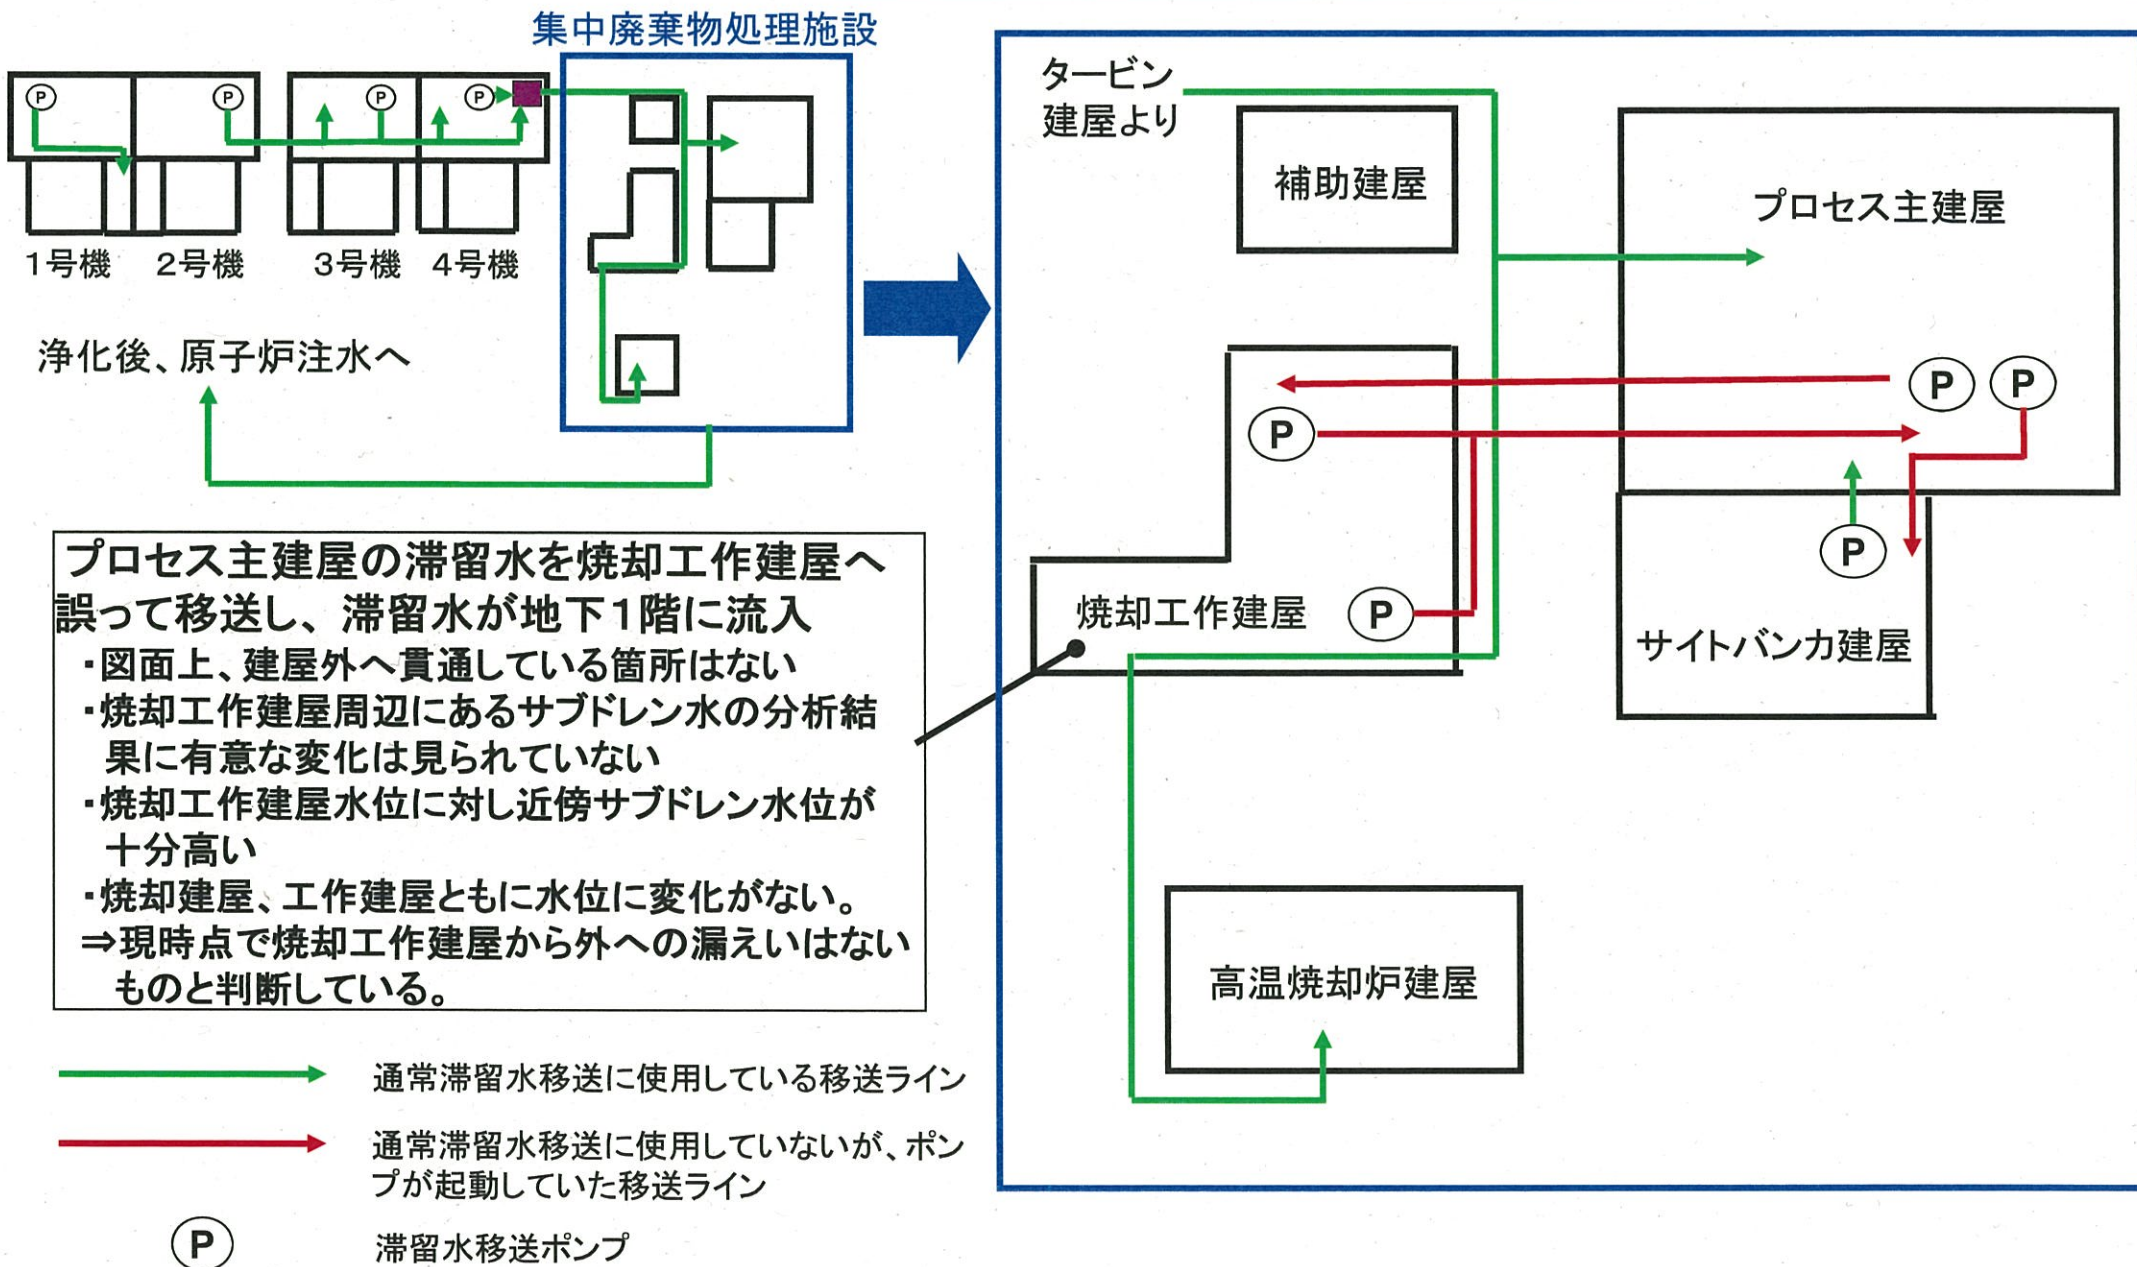 集中廃棄物処理施設
P
P
P
P
1号機
2号機
3号機
4号機
浄化後、原子炉注水へ
タービン
建屋より
補助建屋
プロセス主建屋
P
P
P
P
焼却工作建屋
P
サイトバンカ建屋
高温焼却炉建屋
プロセス主建屋の滞留水を焼却工作建屋へ
誤って移送し、滞留水が地下1階に流入
・図面上、建屋外へ貫通している箇所はない
・焼却工作建屋周辺にあるサブドレン水の分析結
果に有意な変化は見られていない
・焼却工作建屋水位に対し近傍サブドレン水位が
十分高い
・焼却建屋、工作建屋ともに水位に変化がない。
⇒現時点で焼却工作建屋から外への漏えいはない
ものと判断している。
通常滞留水移送に使用している移送ライン
通常滞留水移送に使用していないが、ポン
プが起動していた移送ライン
P
滞留水移送ポンプ